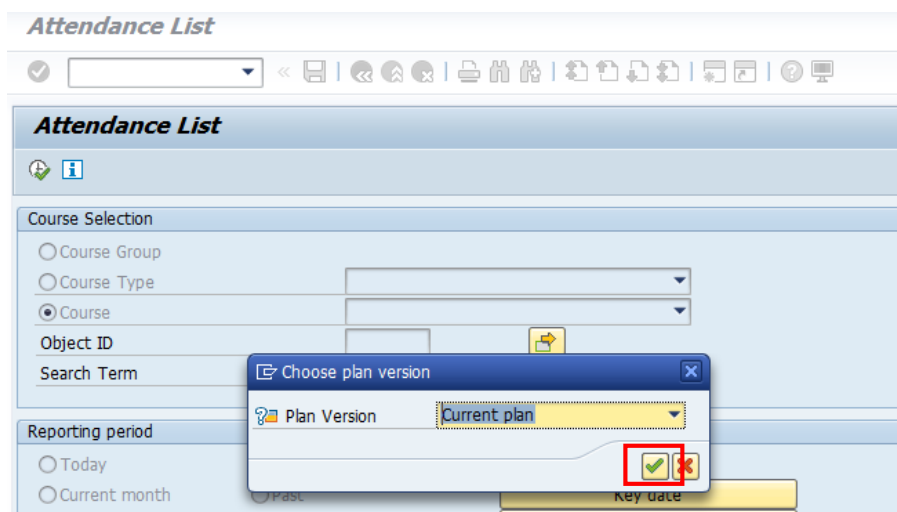 Attendance List
Attendance List
Course Selection
Course Group
Course Type
Course
Object ID
Search Term
Choose plan version
Plan Version Current plan
Reporting period
Today
Current month Past Key date